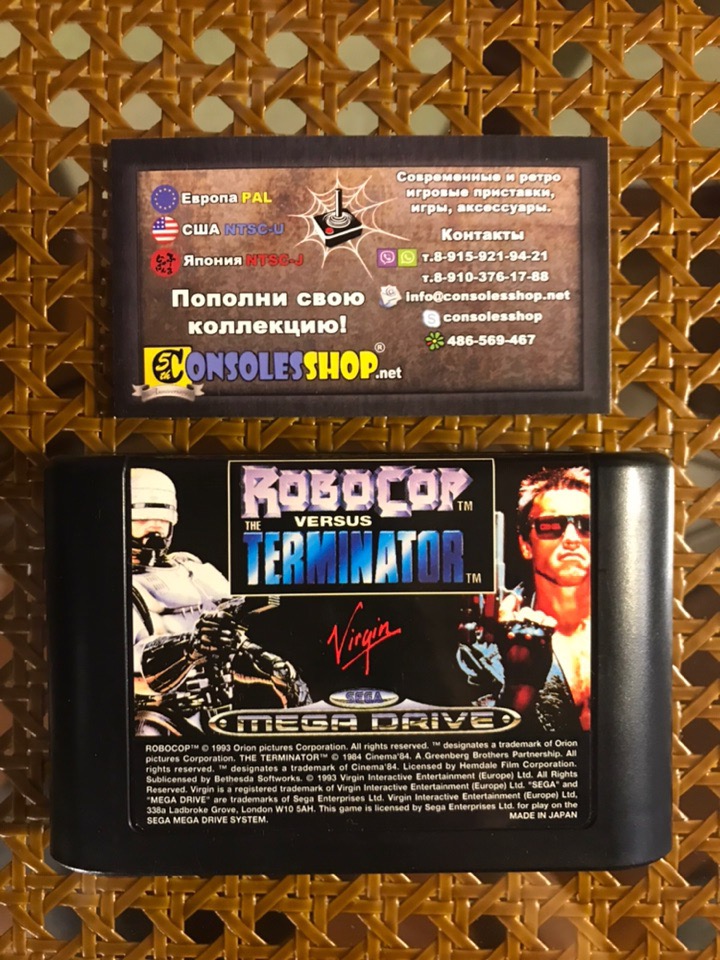 Европа PAL
США NTSC-U
Япония NTSC-J
Пополни свою
коллекцию!
5th
CONSOLESSHOP.net®
Современные и ретро
игровые приставки,
игры, аксессуары.
Контакты
т.8-915-921-94-21
т.8-910-376-17-88
info@consolesshop.net
consolesshop
486-569-467
ROBOCOP™
THE VERSUS
TERMINATOR™
Virgin
SEGA
MEGA DRIVE
ROBOCOP™ © 1993 Orion pictures Corporation. All rights reserved. ™ designates a trademark of Orion
pictures Corporation. THE TERMINATOR™ © 1984 Cinema'84. A Greenberg Brothers Partnership. All
rights reserved. ™ designates a trademark of Cinema'84. Licensed by Hemdale Film Corporation.
Sublicensed by Bethesda Softworks. © 1993 Virgin Interactive Entertainment (Europe) Ltd. All Rights
Reserved. Virgin is a registered trademark of Virgin Interactive Entertainment (Europe) Ltd. "SEGA" and
"MEGA DRIVE" are trademarks of Sega Enterprises Ltd. Virgin Interactive Entertainment (Europe) Ltd,
338a Ladbroke Grove, London W10 5AH. This game is licensed by Sega Enterprises Ltd. for play on the
SEGA MEGA DRIVE SYSTEM. MADE IN JAPAN